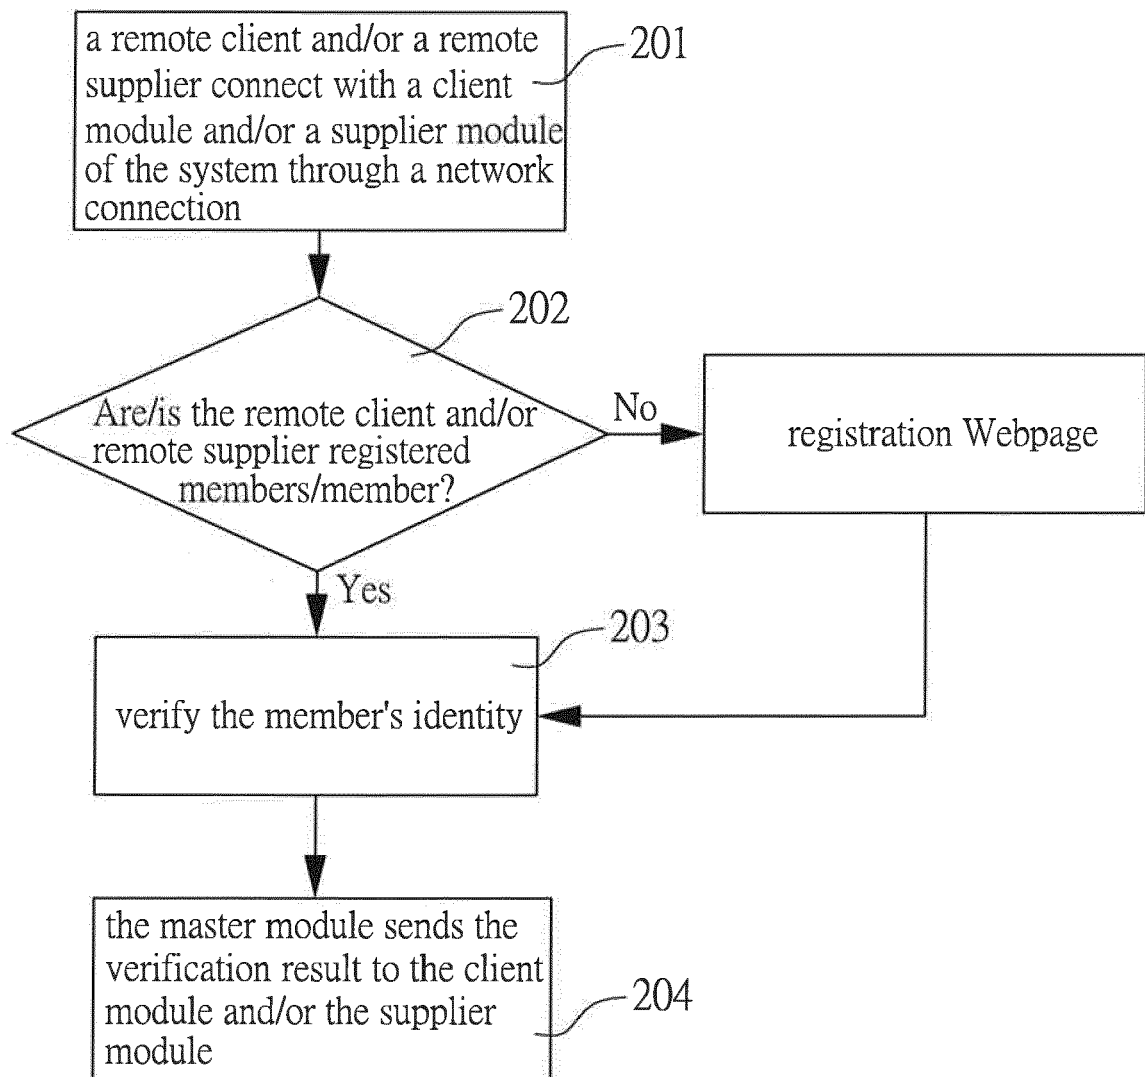 a remote client and/or a remote
supplier connect with a client
module and/or a supplier module
of the system through a network
connection
201
202
Are/is the remote client and/or
remote supplier registered
members/member?
No
registration Webpage
Yes
203
verify the member's identity
the master module sends the
verification result to the client
module and/or the supplier
module
204